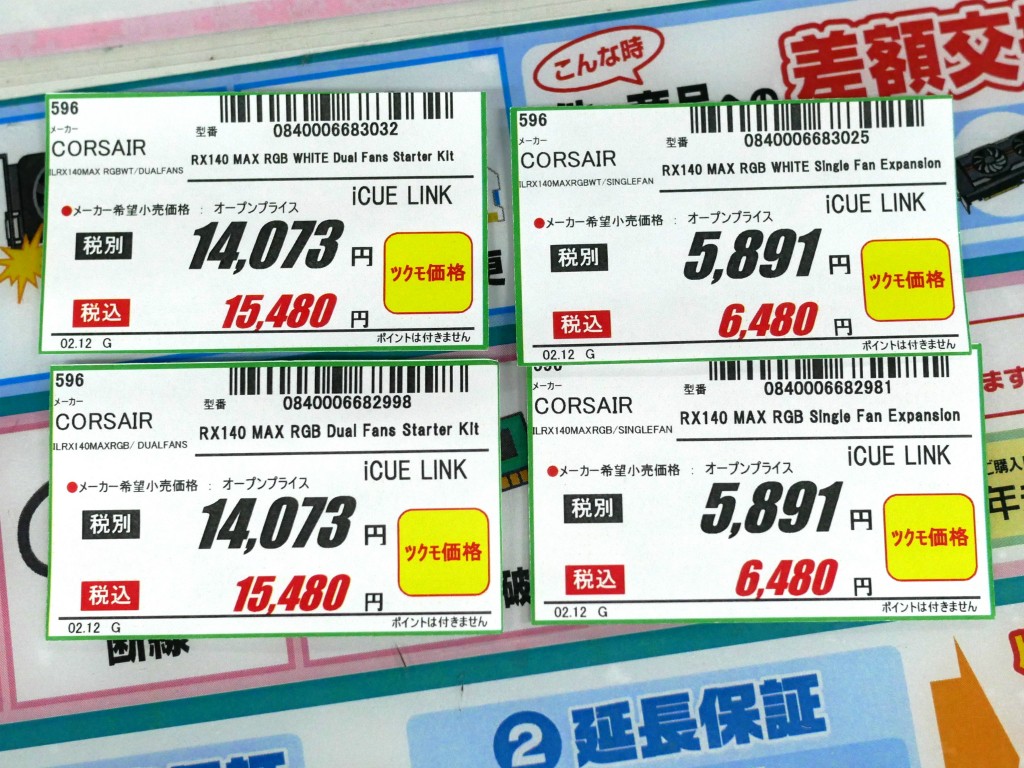 こんな時
差額交
596
0840006683032
メーカー
型番
CORSAIR
RX140 MAX RGB WHITE Dual Fans Starter Kit
ILRX140MAX RGBWT/DUALFANS
iCUE LINK
●メーカー希望小売価格 : オープンプライス
税別 14,073 円
ツクモ価格
税込 15,480 円
ポイントは付きません
02.12 G
596
0840006683025
メーカー
型番
CORSAIR
RX140 MAX RGB WHITE Single Fan Expansion
ILRX140MAXRGBWT/SINGLEFAN
iCUE LINK
●メーカー希望小売価格 : オープンプライス
税別 5,891 円
ツクモ価格
税込 6,480 円
ポイントは付きません
02.12 G
596
0840006682998
メーカー
型番
CORSAIR
RX140 MAX RGB Dual Fans Starter Kit
ILRX140MAXRGB/ DUALFANS
iCUE LINK
●メーカー希望小売価格 : オープンプライス
税別 14,073 円
ツクモ価格
税込 15,480 円
ポイントは付きません
02.12 G
596
0840006682981
メーカー
型番
CORSAIR
RX140 MAX RGB Single Fan Expansion
ILRX140MAXRGB/SINGLEFAN
iCUE LINK
●メーカー希望小売価格 : オープンプライス
税別 5,891 円
ツクモ価格
税込 6,480 円
ポイントは付きません
02.12 G
ます
ご購入
年
破
断線
② 延長保証